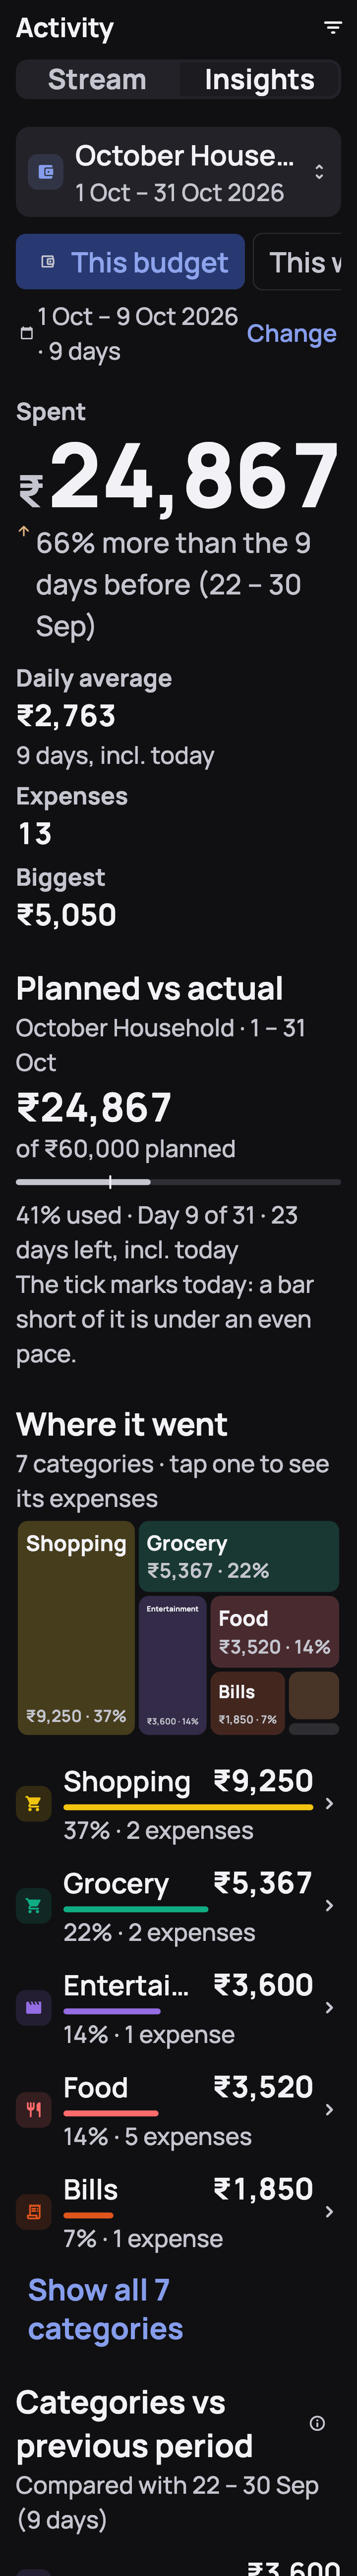 Activity
Stream Insights
October House...
1 Oct – 31 Oct 2026
This budget
This
1 Oct – 9 Oct 2026
· 9 days
Change
Spent
₹24,867
66% more than the 9
days before (22 – 30
Sep)
Daily average
₹2,763
9 days, incl. today
Expenses
13
Biggest
₹5,050
Planned vs actual
October Household · 1 – 31
Oct
₹24,867
of ₹60,000 planned
41% used · Day 9 of 31 · 23
days left, incl. today
The tick marks today: a bar
short of it is under an even
pace.
Where it went
7 categories · tap one to see
its expenses
Shopping
₹9,250 · 37%
Grocery
₹5,367 · 22%
Entertainment
₹3,600 · 14%
Food
₹3,520 · 14%
Bills
₹1,850 · 7%
Shopping ₹9,250
37% · 2 expenses
Grocery ₹5,367
22% · 2 expenses
Entertai... ₹3,600
14% · 1 expense
Food ₹3,520
14% · 5 expenses
Bills ₹1,850
7% · 1 expense
Show all 7
categories
Categories vs
previous period
Compared with 22 – 30 Sep
(9 days)
₹3,600